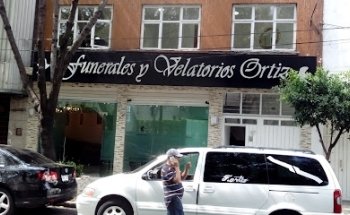 Funerales y Velatorios Ortiz